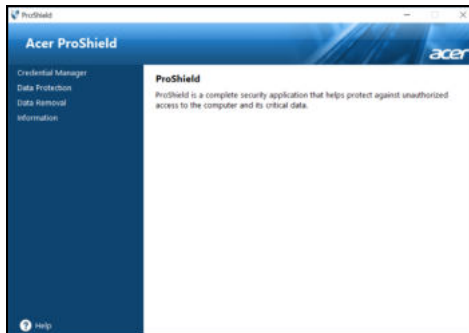 ProShield
Acer ProShield
acer
Credential Manager
Data Protection
Data Removal
Information
ProShield
ProShield is a complete security application that helps protect against unauthorized
access to the computer and its critical data.
? Help